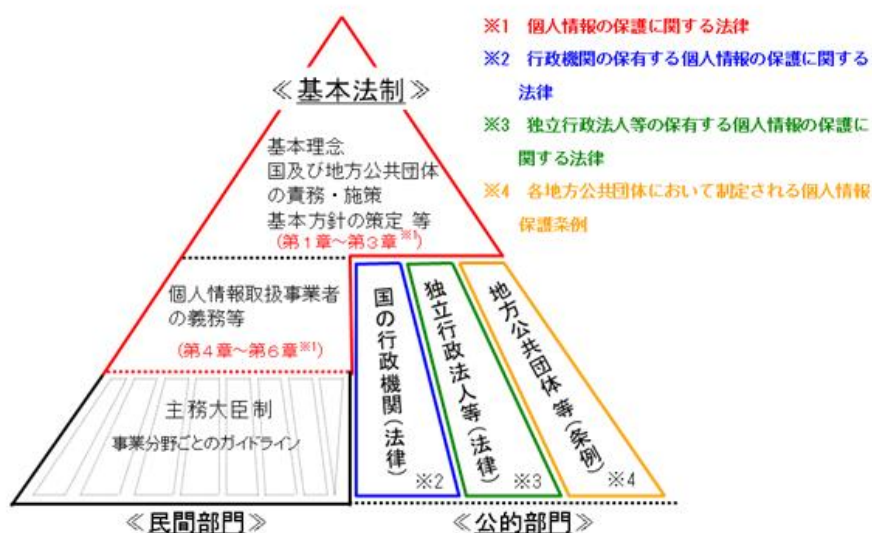 ※1 個人情報の保護に関する法律
※2 行政機関の保有する個人情報の保護に関する
法律
※3 独立行政法人等の保有する個人情報の保護に
関する法律
※4 各地方公共団体において制定される個人情報
保護条例
≪基本法制≫
基本理念
国及び地方公共団体
の責務・施策
基本方針の策定 等
(第1章～第3章※1)
個人情報取扱事業者
の義務等
(第4章～第6章※1)
主務大臣制
事業分野ごとのガイドライン
国の行政機関(法律)
※2
独立行政法人等(法律)
※3
地方公共団体 等(条例)
※4
≪民間部門≫
≪公的部門≫